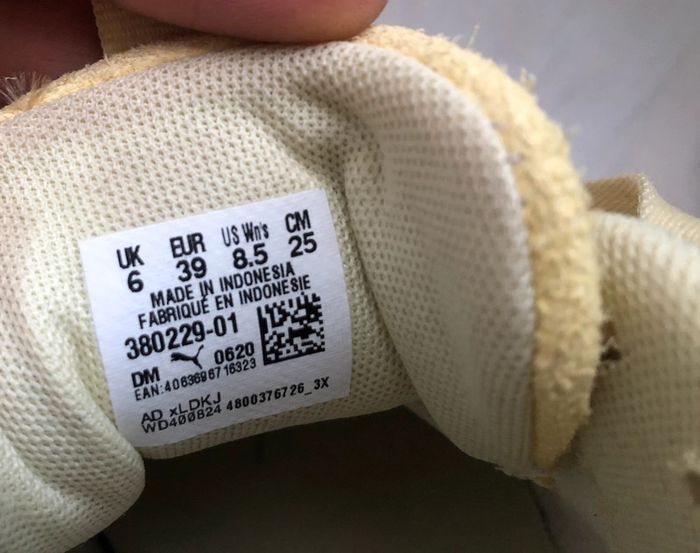 UK EUR US Wn's CM
6 39 8.5 25
MADE IN INDONESIA
FABRIQUÉ EN INDONESIE
380229-01
DM 0620
EAN:4063696716323
AD xLDKJ
WD400824 4800376726_3X